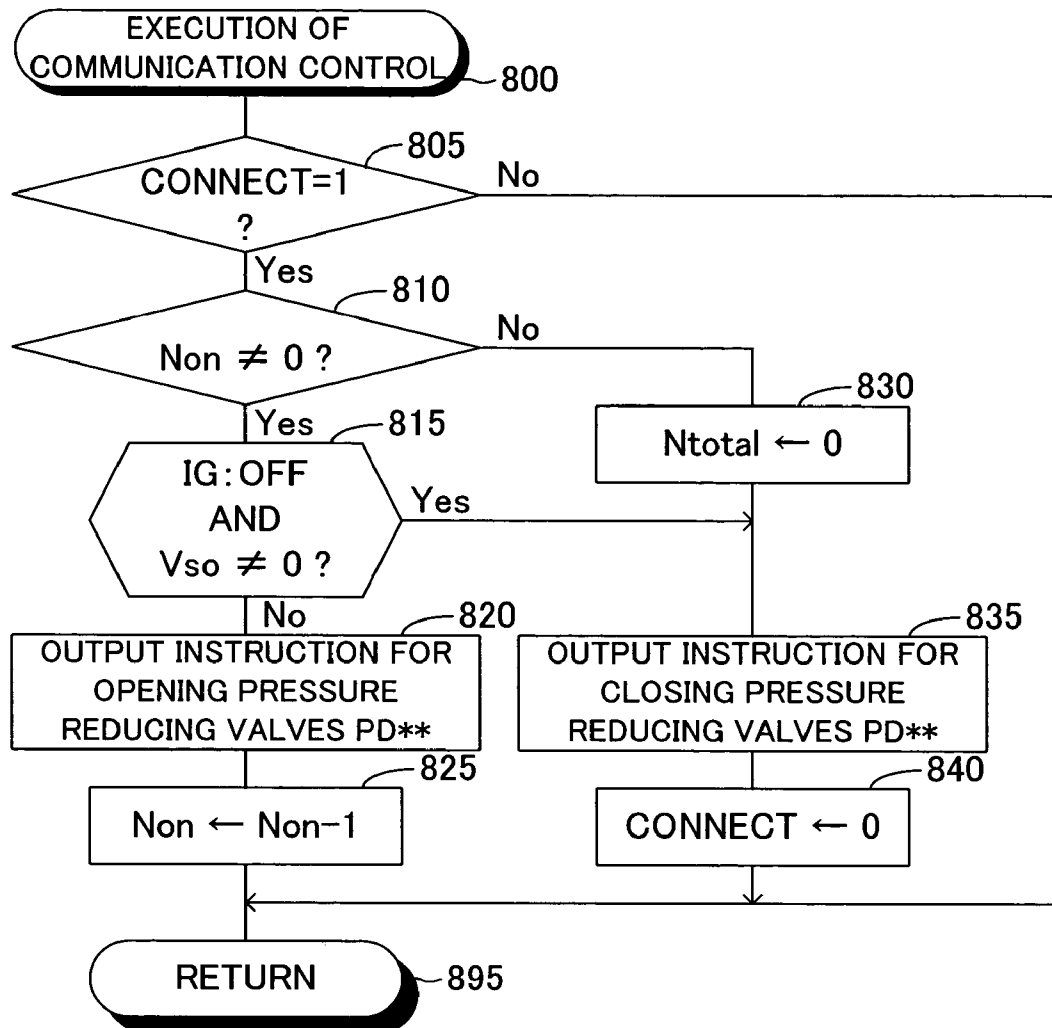 EXECUTION OF
COMMUNICATION CONTROL
800
805
CONNECT=1
?
No
Yes
810
Non ≠ 0 ?
No
Yes
830
Ntotal ← 0
815
IG:OFF
AND
Vso ≠ 0 ?
Yes
No
820
OUTPUT INSTRUCTION FOR
OPENING PRESSURE
REDUCING VALVES PD**
835
OUTPUT INSTRUCTION FOR
CLOSING PRESSURE
REDUCING VALVES PD**
825
Non ← Non-1
840
CONNECT ← 0
RETURN
895